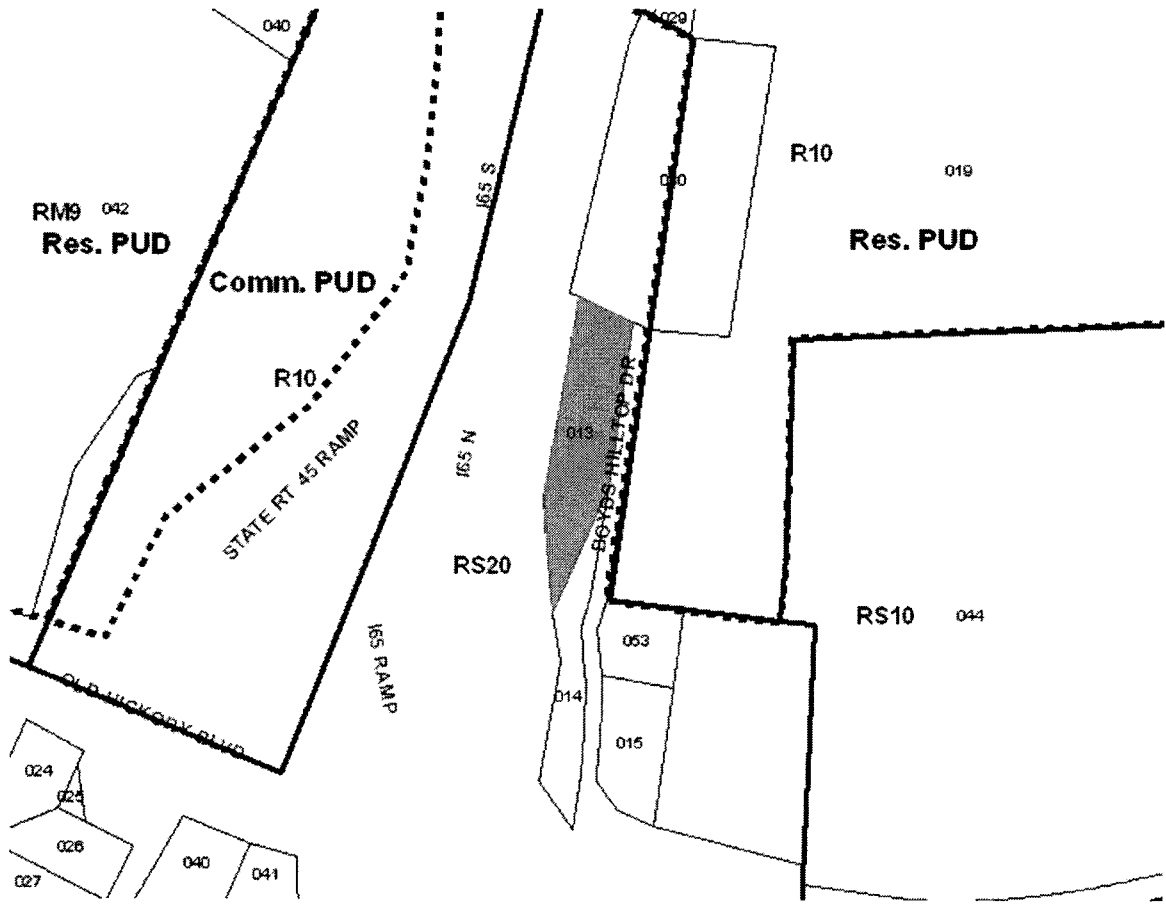 029
040
R10
019
I65 S
RM9 042
Res. PUD
Res. PUD
Comm. PUD
R10
BOYDS HILLTOP DR
013
I65 N
STATE RT 45 RAMP
RS20
RS10 044
053
I65 RAMP
014
OLD HICKORY BLVD
015
024
025
026
040
041
027